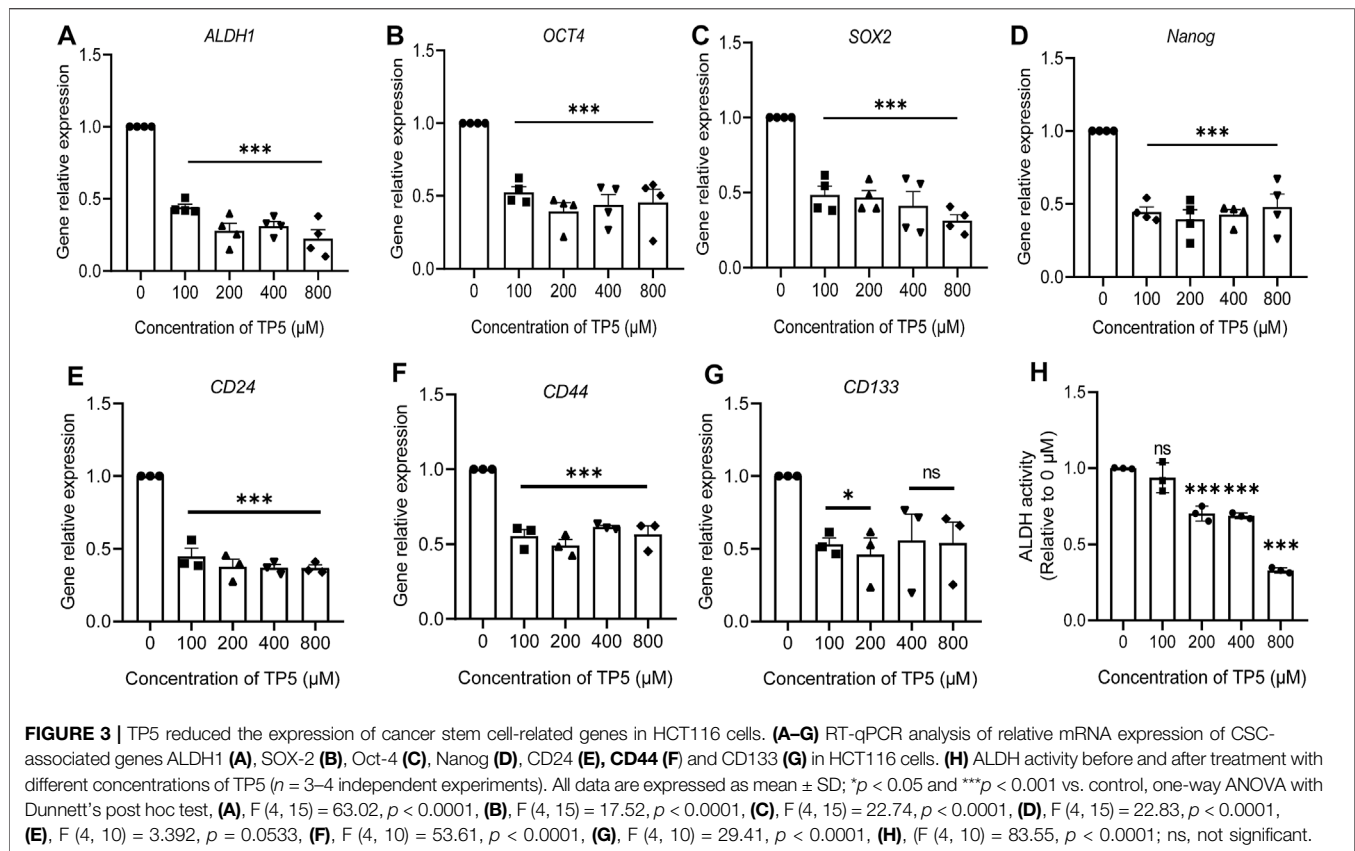 A
ALDH1
Gene relative expression
1.5
1.0
0.5
0.0
***
0 100 200 400 800
Concentration of TP5 (µM)
B
OCT4
Gene relative expression
1.5
1.0
0.5
0.0
***
0 100 200 400 800
Concentration of TP5 (µM)
C
SOX2
Gene relative expression
1.5
1.0
0.5
0.0
***
0 100 200 400 800
Concentration of TP5 (µM)
D
Nanog
Gene relative expression
1.5
1.0
0.5
0.0
***
0 100 200 400 800
Concentration of TP5 (µM)
E
CD24
Gene relative expression
1.5
1.0
0.5
0.0
***
0 100 200 400 800
Concentration of TP5 (µM)
F
CD44
Gene relative expression
1.5
1.0
0.5
0.0
***
0 100 200 400 800
Concentration of TP5 (µM)
G
CD133
Gene relative expression
1.5
1.0
0.5
0.0
* ns
0 100 200 400 800
Concentration of TP5 (µM)
H
ALDH activity
(Relative to 0 µM)
1.5
1.0
0.5
0.0
ns
*** ***
***
0 100 200 400 800
Concentration of TP5 (µM)
FIGURE 3 | TP5 reduced the expression of cancer stem cell-related genes in HCT116 cells. (A–G) RT-qPCR analysis of relative mRNA expression of CSC-
associated genes ALDH1 (A), SOX-2 (B), Oct-4 (C), Nanog (D), CD24 (E), CD44 (F) and CD133 (G) in HCT116 cells. (H) ALDH activity before and after treatment with
different concentrations of TP5 (n = 3–4 independent experiments). All data are expressed as mean ± SD; *p < 0.05 and ***p < 0.001 vs. control, one-way ANOVA with
Dunnett's post hoc test, (A), F (4, 15) = 63.02, p < 0.0001, (B), F (4, 15) = 17.52, p < 0.0001, (C), F (4, 15) = 22.74, p < 0.0001, (D), F (4, 15) = 22.83, p < 0.0001,
(E), F (4, 10) = 3.392, p = 0.0533, (F), F (4, 10) = 53.61, p < 0.0001, (G), F (4, 10) = 29.41, p < 0.0001, (H), (F (4, 10) = 83.55, p < 0.0001; ns, not significant.